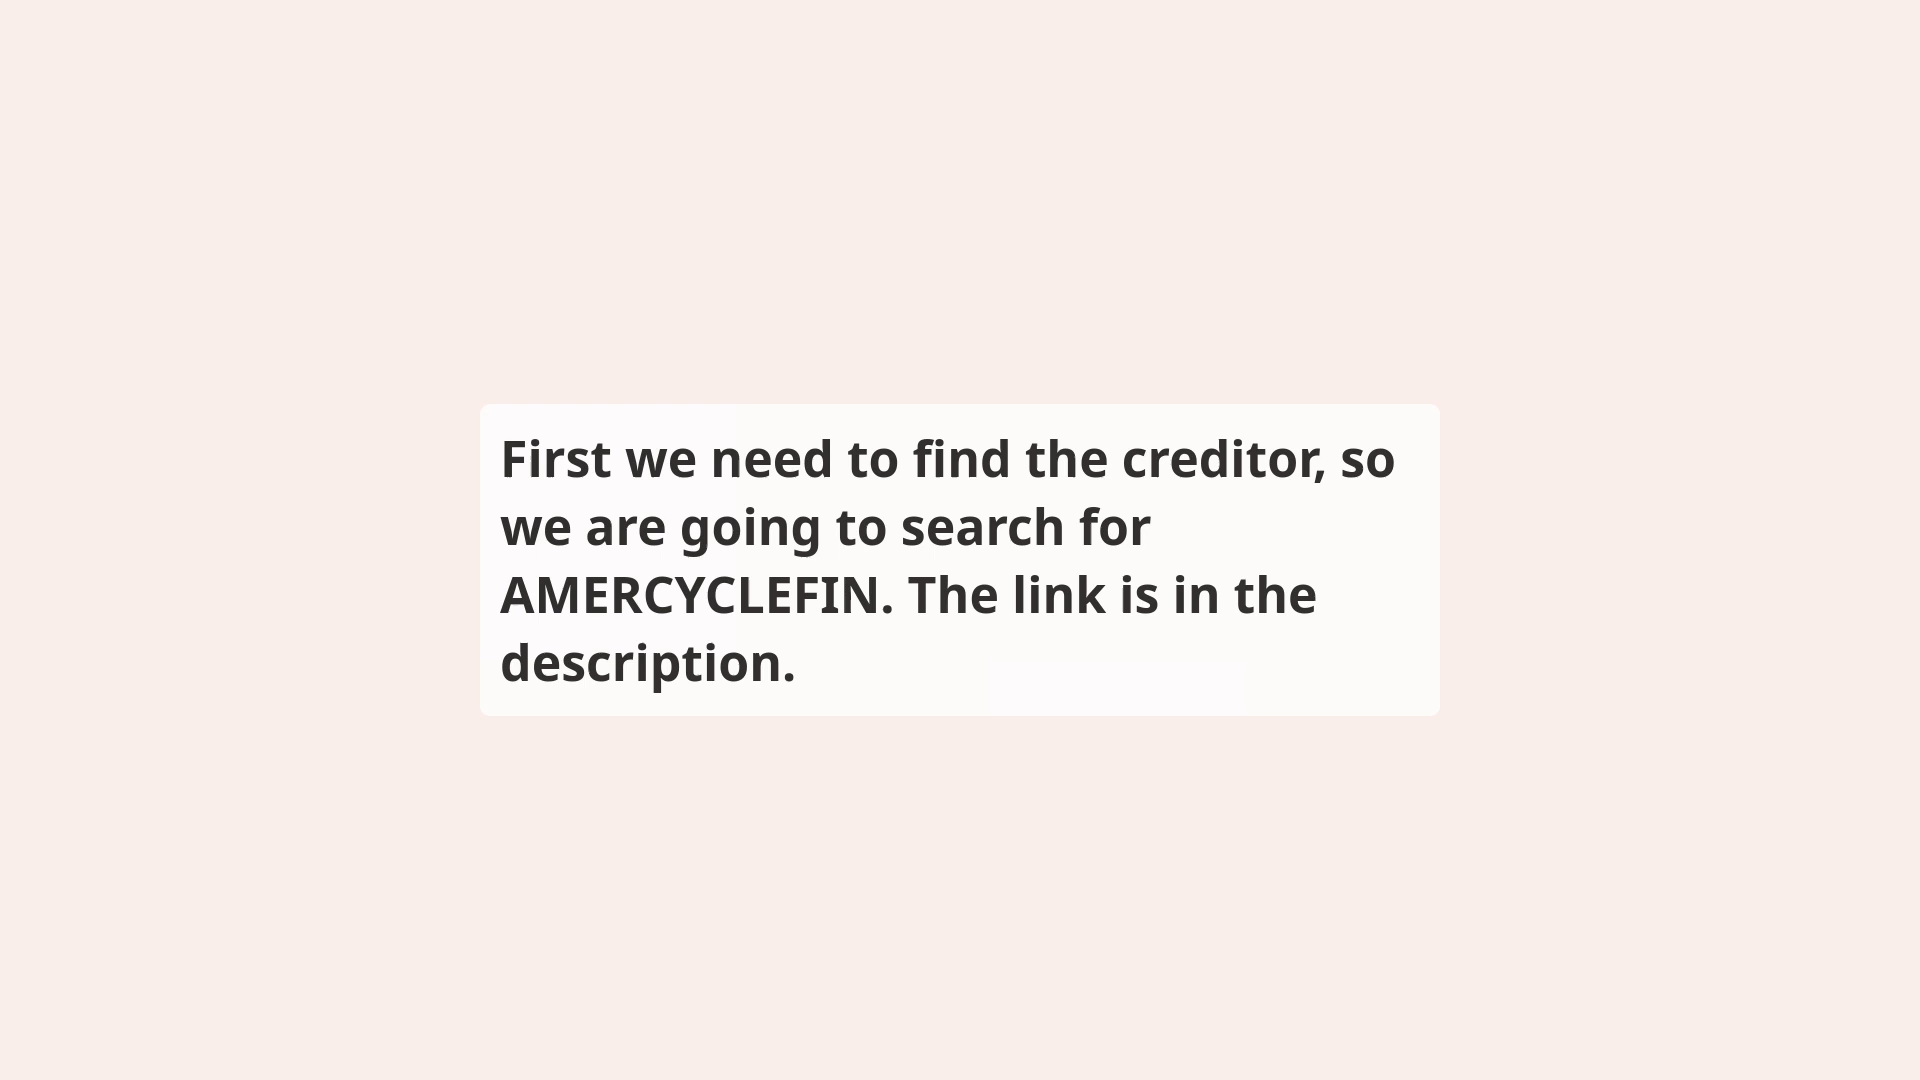 First we need to find the creditor, so
we are going to search for
AMERCYCLEFIN. The link is in the
description.